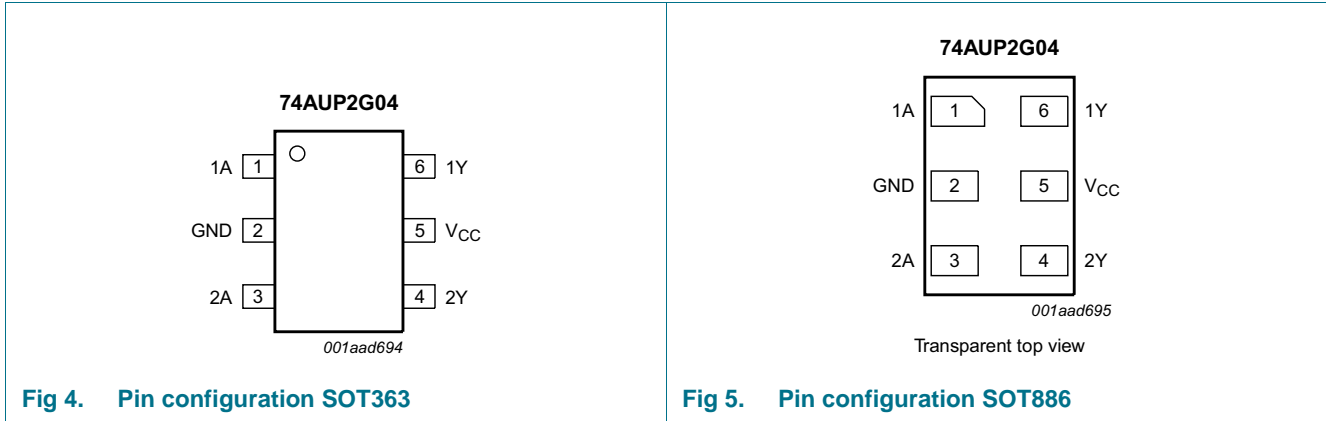 74AUP2G04
1A 1 6 1Y
GND 2 5 VCC
2A 3 4 2Y
001aad694
Fig 4. Pin configuration SOT363
74AUP2G04
1A 1 6 1Y
GND 2 5 VCC
2A 3 4 2Y
001aad695
Transparent top view
Fig 5. Pin configuration SOT886